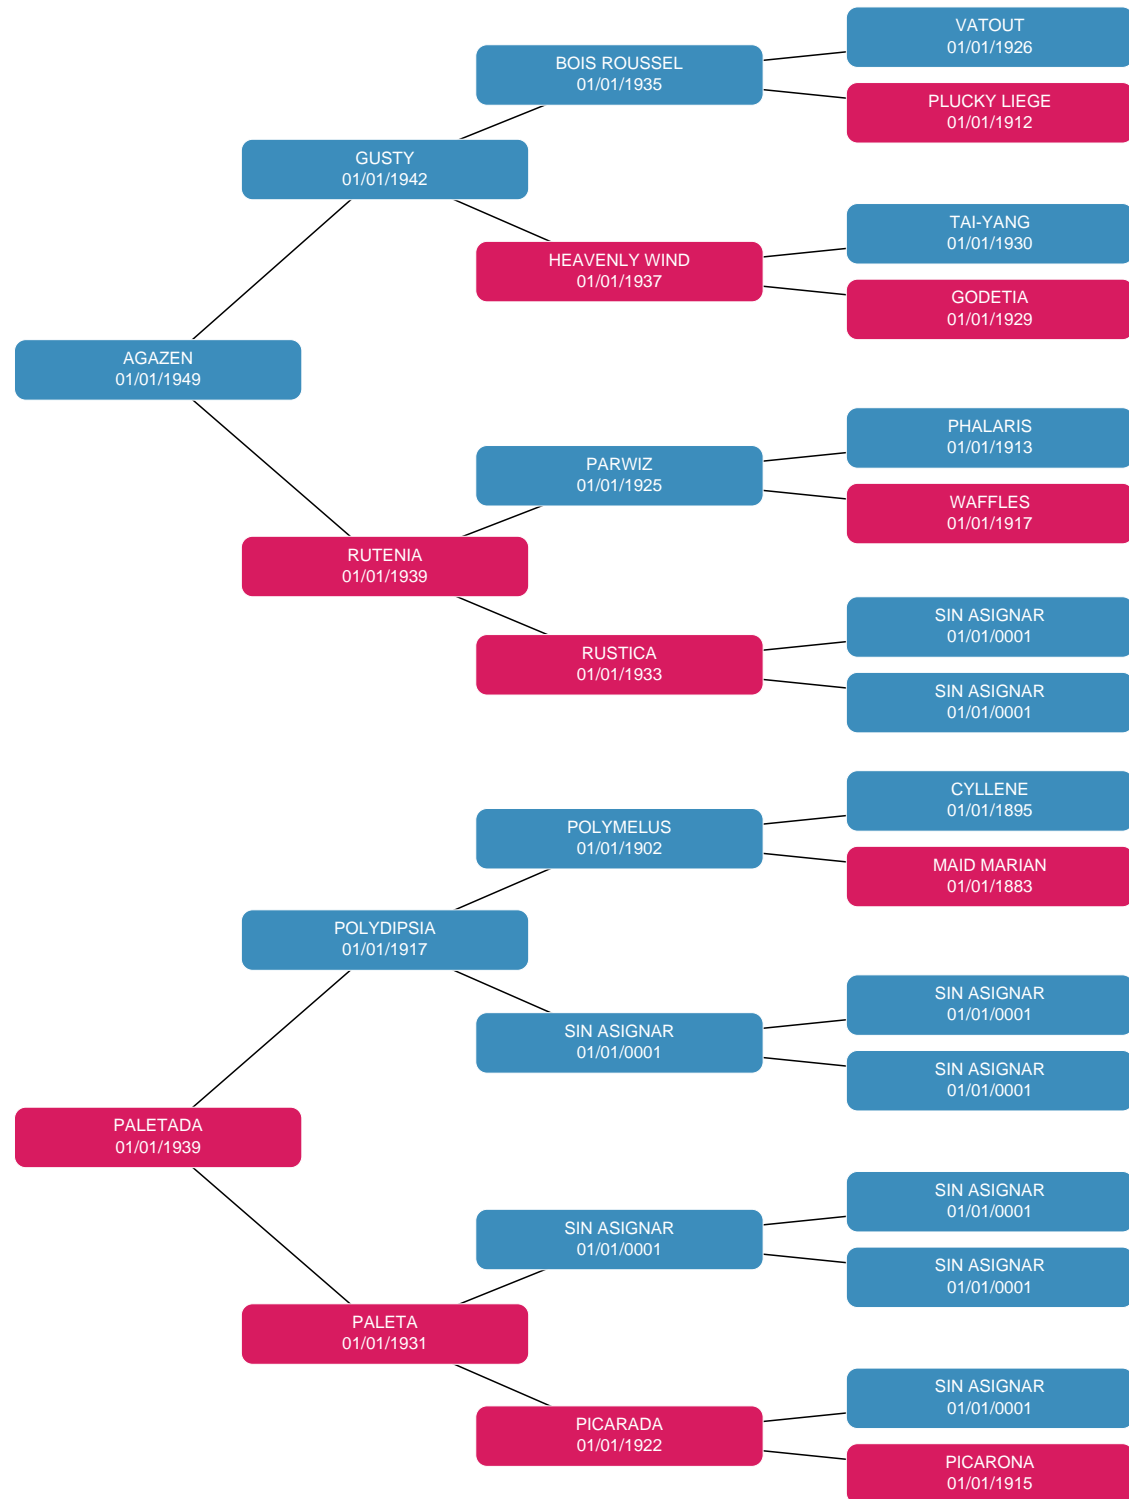 VATOUT
01/01/1926
BOIS ROUSSEL
01/01/1935
PLUCKY LIEGE
01/01/1912
GUSTY
01/01/1942
TAI-YANG
01/01/1930
HEAVENLY WIND
01/01/1937
GODETIA
01/01/1929
AGAZEN
01/01/1949
PHALARIS
01/01/1913
PARWIZ
01/01/1925
WAFFLES
01/01/1917
RUTENIA
01/01/1939
SIN ASIGNAR
01/01/0001
RUSTICA
01/01/1933
SIN ASIGNAR
01/01/0001
CYLLENE
01/01/1895
POLYMELUS
01/01/1902
MAID MARIAN
01/01/1883
POLYDIPSIA
01/01/1917
SIN ASIGNAR
01/01/0001
SIN ASIGNAR
01/01/0001
SIN ASIGNAR
01/01/0001
PALETADA
01/01/1939
SIN ASIGNAR
01/01/0001
SIN ASIGNAR
01/01/0001
SIN ASIGNAR
01/01/0001
PALETA
01/01/1931
SIN ASIGNAR
01/01/0001
PICARADA
01/01/1922
PICARONA
01/01/1915